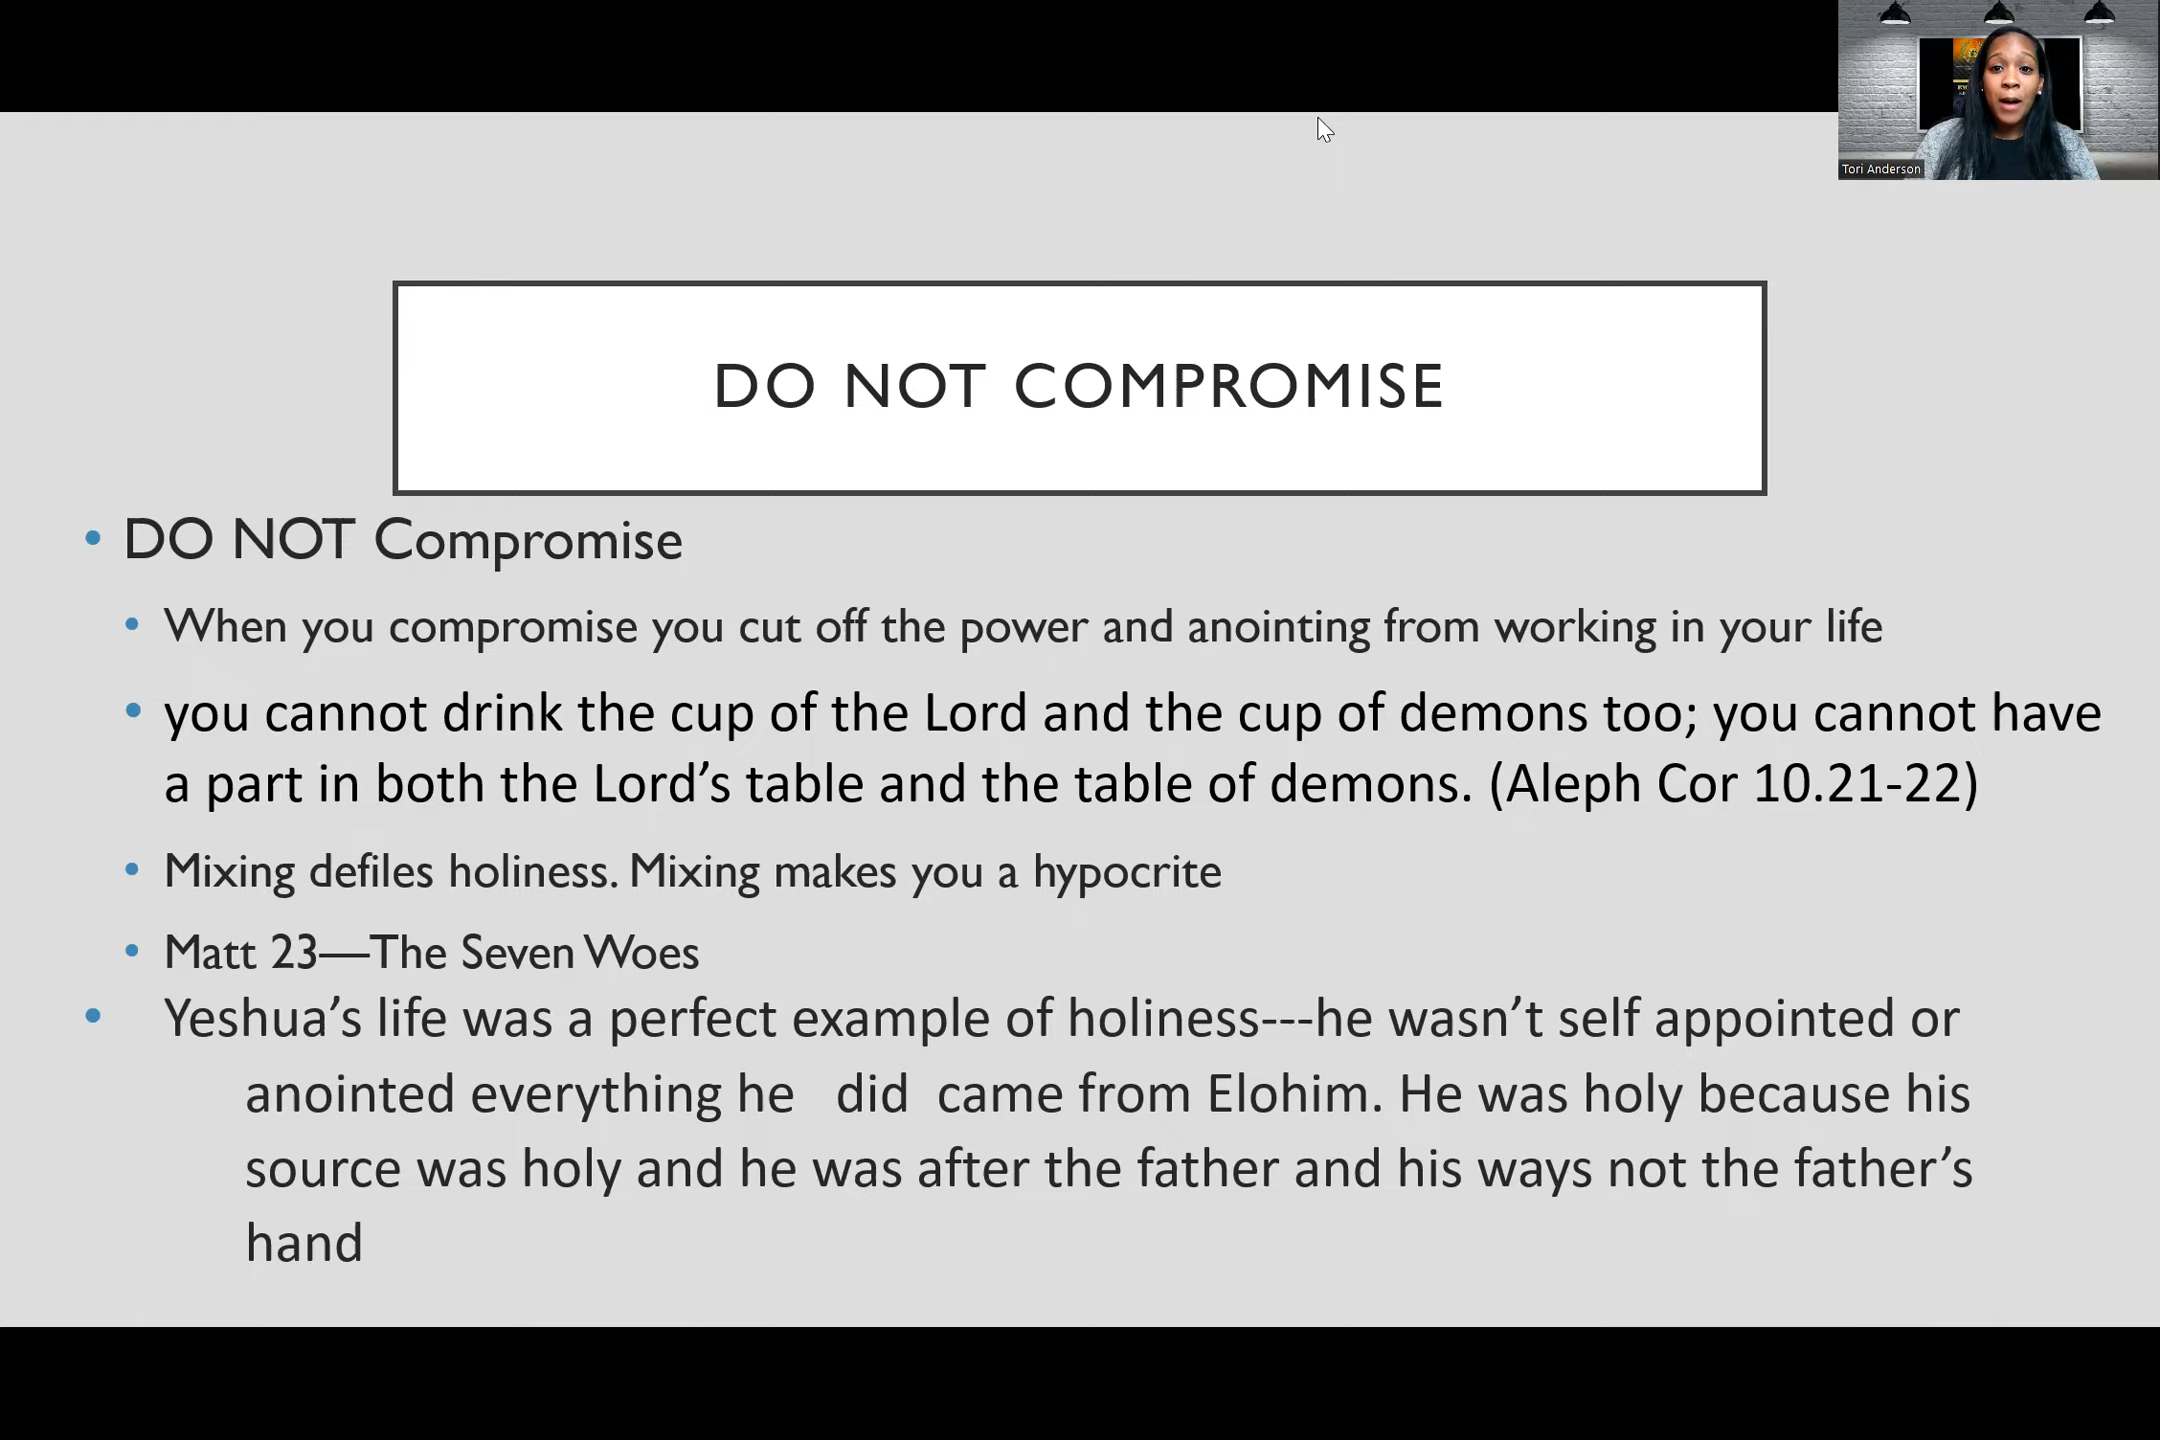 Tori Anderson
DO NOT COMPROMISE
• DO NOT Compromise
• When you compromise you cut off the power and anointing from working in your life
• you cannot drink the cup of the Lord and the cup of demons too; you cannot have
a part in both the Lord’s table and the table of demons. (Aleph Cor 10.21-22)
• Mixing defiles holiness. Mixing makes you a hypocrite
• Matt 23—The Seven Woes
• Yeshua’s life was a perfect example of holiness---he wasn’t self appointed or
anointed everything he did came from Elohim. He was holy because his
source was holy and he was after the father and his ways not the father’s
hand